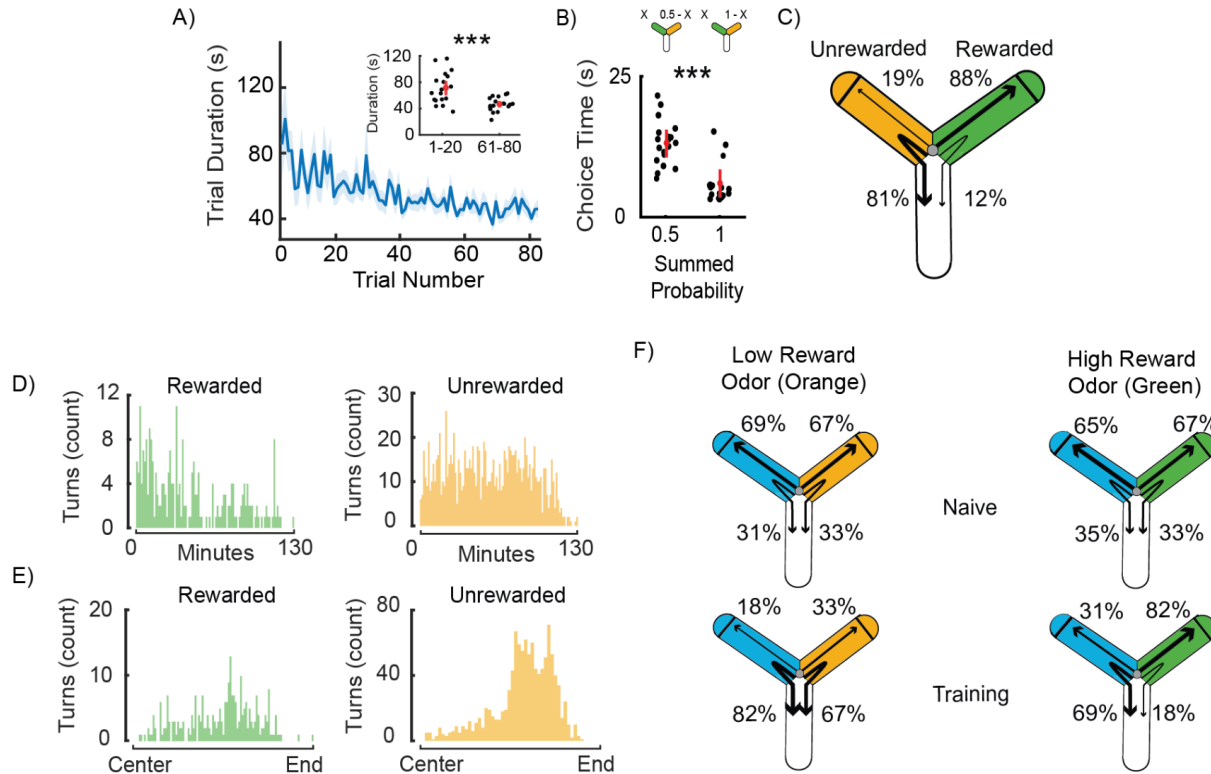 A)
Trial Duration (s)
120
80
40
0 20 40 60 80
Trial Number
***
Duration (s)
120
80
40
0
1-20 61-80
B)
X 0.5 - X X 1 - X
Choice Time (s)
25
0
***
0.5 1
Summed
Probability
C)
Unrewarded Rewarded
19% 88%
81% 12%
D)
Rewarded
Turns (count)
12
8
4
0
0 Minutes 130
Unrewarded
Turns (count)
30
20
10
0
0 Minutes 130
E)
Rewarded
Turns (count)
20
10
0
Center End
Unrewarded
Turns (count)
80
40
0
Center End
F)
Low Reward
Odor (Orange)
High Reward
Odor (Green)
69% 67%
31% 33%
Naive
65% 67%
35% 33%
18% 33%
82% 67%
Training
31% 82%
69% 18%